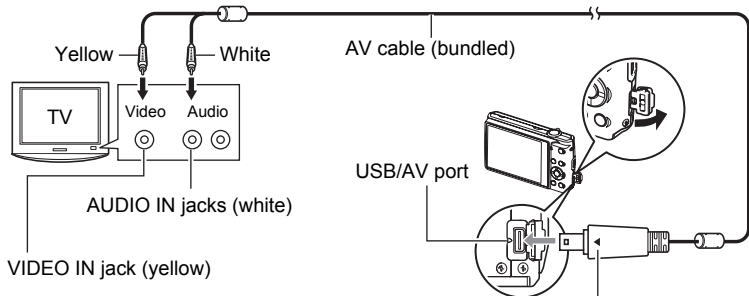 Yellow
White
AV cable (bundled)
TV
Video
Audio
USB/AV port
AUDIO IN jacks (white)
VIDEO IN jack (yellow)